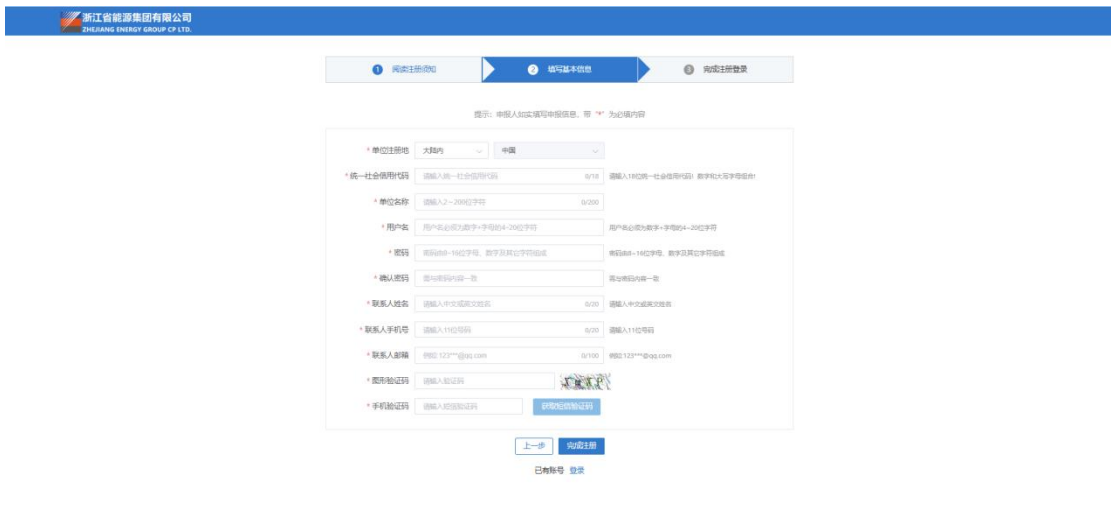 浙江省能源集团有限公司
ZHEJIANG ENERGY GROUP CP LTD.
1 阅读注册须知 2 填写基本信息 3 完成注册登录
提示：申报人如实填写申报信息，带 "*" 为必填内容
* 单位注册地 大陆内 中国
* 统一社会信用代码 请输入统一社会信用代码 0/18 请输入18位统一社会信用代码！数字和大写字母组合!
* 单位名称 请输入2~200位字符 0/200
* 用户名 用户名必须为数字+字母的4~20位字符 用户名必须为数字+字母的4~20位字符
* 密码 密码由8~16位字母、数字及其它字符组成 密码由8~16位字母、数字及其它字符组成
* 确认密码 需与密码内容一致 需与密码内容一致
* 联系人姓名 请输入中文或英文姓名 0/20 请输入中文或英文姓名
* 联系人手机号 请输入11位号码 0/20 请输入11位号码
* 联系人邮箱 例如:123***@qq.com 0/100 例如:123***@qq.com
* 图形验证码 请输入验证码
* 手机验证码 请输入短信验证码 获取短信验证码
上一步 完成注册
已有账号 登录